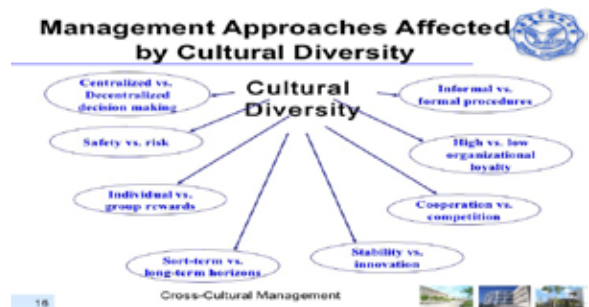 Management Approaches Affected
by Cultural Diversity
Cultural
Diversity
Centralized vs.
Decentralized
decision making
Informal vs.
formal procedures
Safety vs. risk
High vs. low
organizational
loyalty
Individual vs.
group rewards
Cooperation vs.
competition
Sort-term vs.
long-term horizons
Stability vs.
innovation
16
Cross-Cultural Management